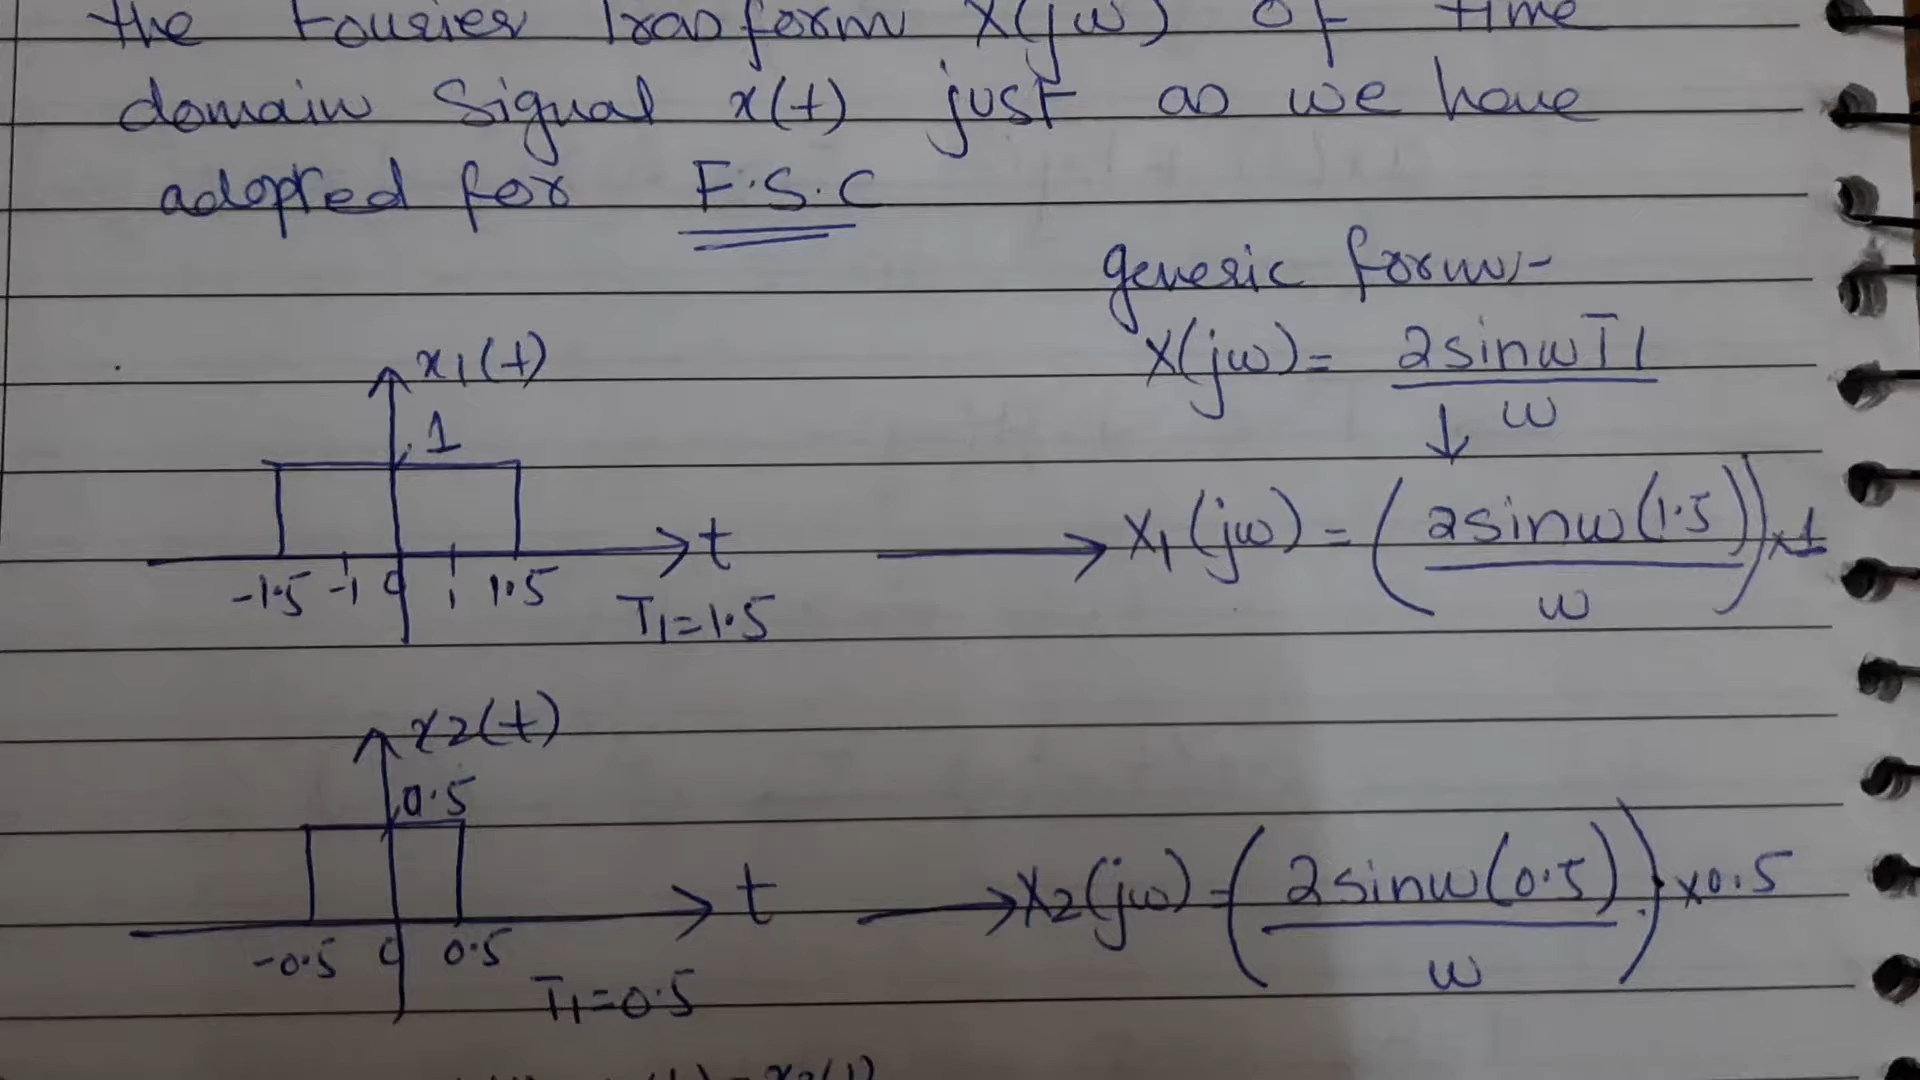 the Fourier Trasform X(jω) of time
domain Signal x(t) just as we have
adopted for F.S.C
generic form:-
x1(t)
X(jω) = 2sinωT1
ω
1
X1(jω) = (2sinω(1.5)) x1
ω
t
-1.5 -1 0 1 1.5
T1=1.5
x2(t)
0.5
t
X2(jω) = (2sinω(0.5)) x0.5
ω
-0.5 0 0.5
T1=0.5